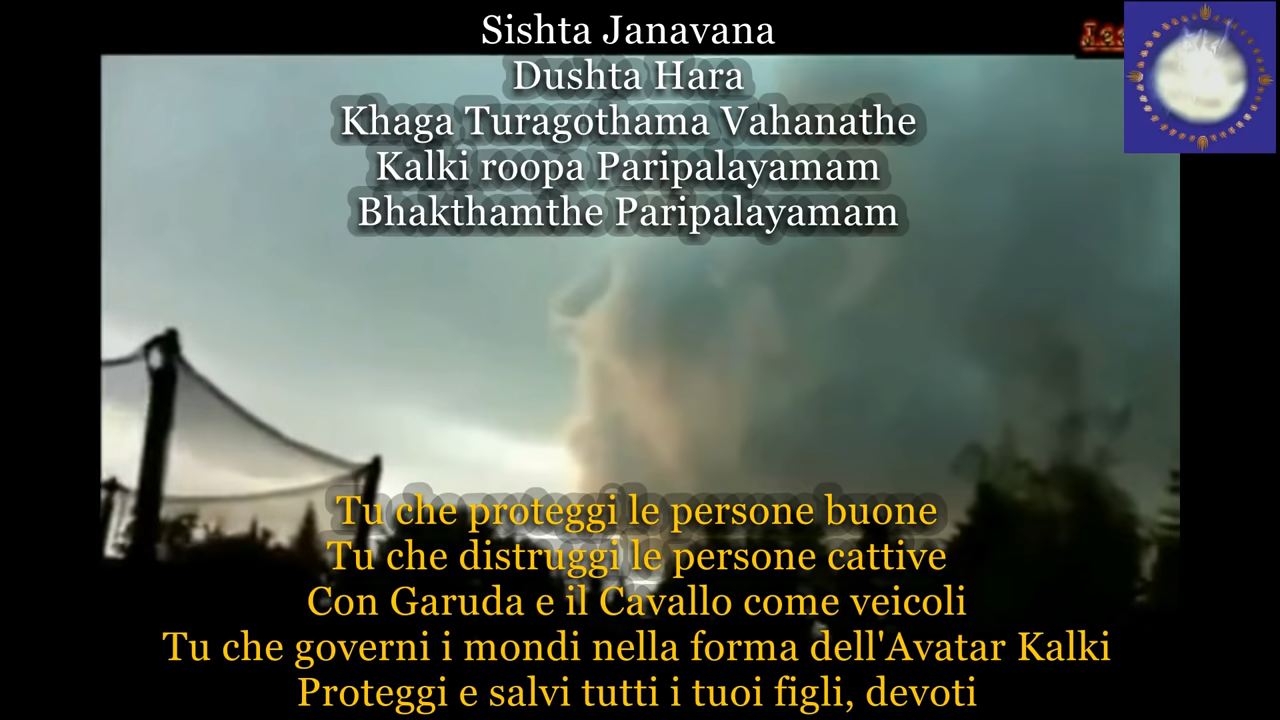 Sishta Janavana
Dushta Hara
Khaga Turagothama Vahanathe
Kalki roopa Paripalayamam
Bhakthamthe Paripalayamam
Tu che proteggi le persone buone
Tu che distruggi le persone cattive
Con Garuda e il Cavallo come veicoli
Tu che governi i mondi nella forma dell'Avatar Kalki
Proteggi e salvi tutti i tuoi figli, devoti